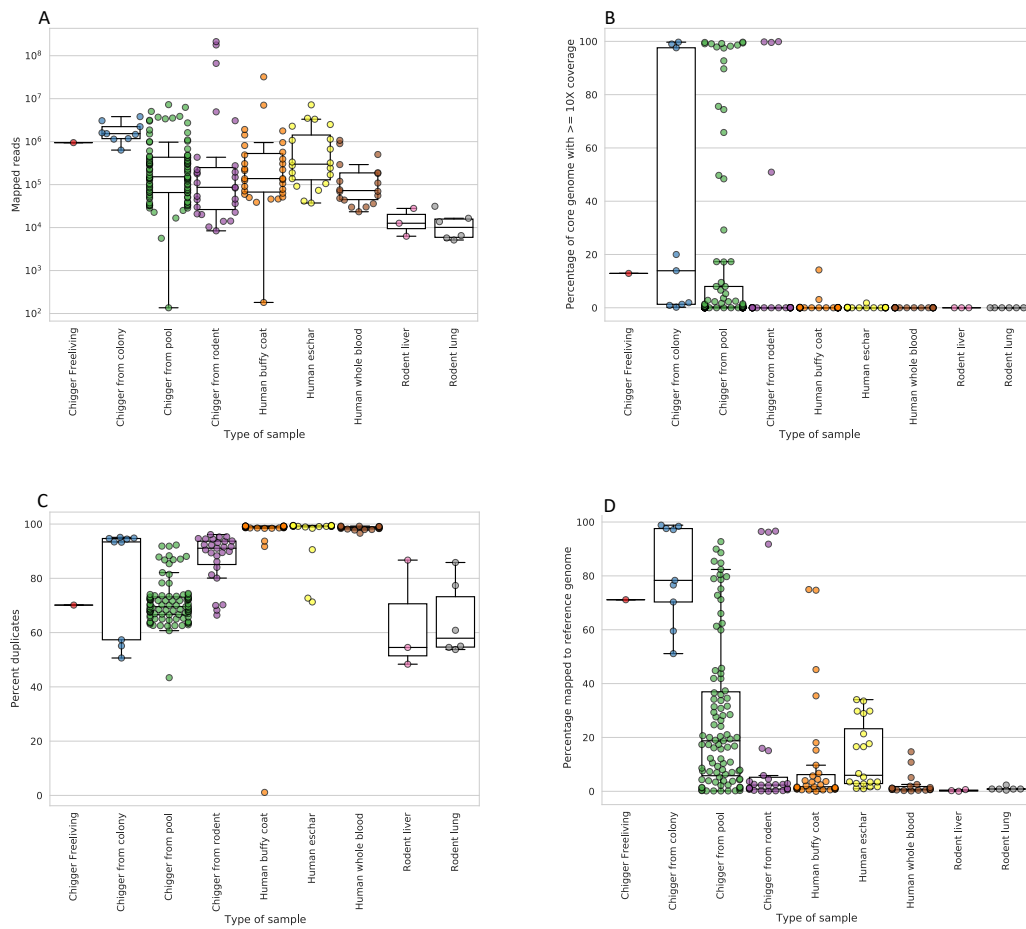 A
Mapped reads
10^8
10^7
10^6
10^5
10^4
10^3
10^2
Chigger Freeliving
Chigger from colony
Chigger from pool
Chigger from rodent
Human buffy coat
Human eschar
Human whole blood
Rodent liver
Rodent lung
Type of sample
B
Percentage of core genome with >= 10X coverage
100
80
60
40
20
0
Chigger Freeliving
Chigger from colony
Chigger from pool
Chigger from rodent
Human buffy coat
Human eschar
Human whole blood
Rodent liver
Rodent lung
Type of sample
C
Percent duplicates
100
80
60
40
20
0
Chigger Freeliving
Chigger from colony
Chigger from pool
Chigger from rodent
Human buffy coat
Human eschar
Human whole blood
Rodent liver
Rodent lung
Type of sample
D
Percentage mapped to reference genome
100
80
60
40
20
0
Chigger Freeliving
Chigger from colony
Chigger from pool
Chigger from rodent
Human buffy coat
Human eschar
Human whole blood
Rodent liver
Rodent lung
Type of sample